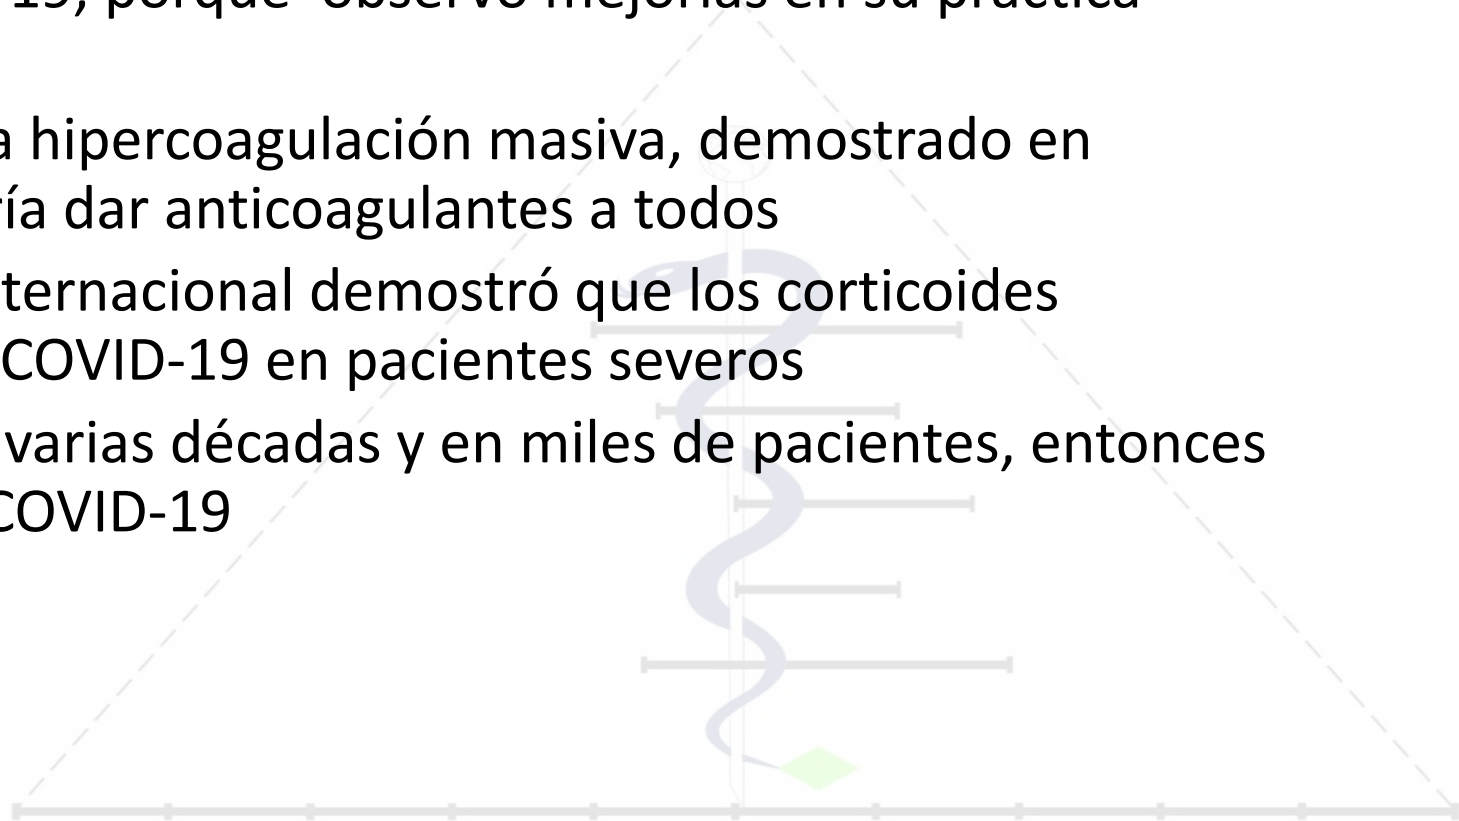 19, porque observó mejorías en su práctica
a hipercoagulación masiva, demostrado en
ría dar anticoagulantes a todos
ternacional demostró que los corticoides
COVID-19 en pacientes severos
varias décadas y en miles de pacientes, entonces
COVID-19